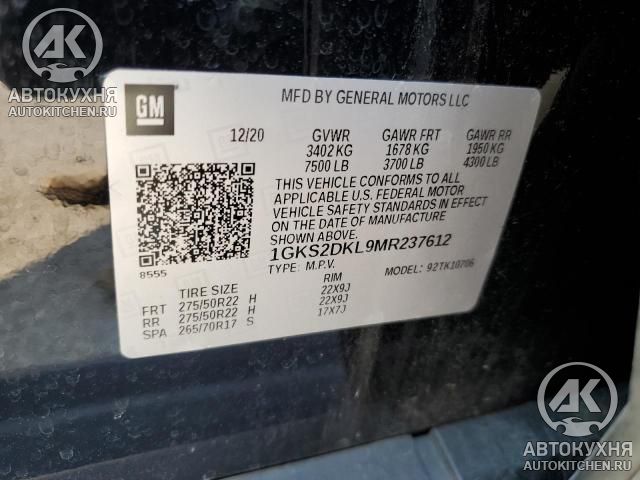 АК
АВТОКУХНЯ
AUTOKITCHEN.RU
GM
MFD BY GENERAL MOTORS LLC
12/20 GVWR GAWR FRT GAWR RR
3402 KG 1678 KG 1950 KG
7500 LB 3700 LB 4300 LB
THIS VEHICLE CONFORMS TO ALL
APPLICABLE U.S. FEDERAL MOTOR
VEHICLE SAFETY STANDARDS IN EFFECT
ON THE DATE OF MANUFACTURE
SHOWN ABOVE.
1GKS2DKL9MR237612
8555
TYPE: M.P.V. MODEL: 92TK10706
TIRE SIZE RIM
FRT 275/50R22 H 22X9J
RR 275/50R22 H 22X9J
SPA 265/70R17 S 17X7J
АК
АВТОКУХНЯ
AUTOKITCHEN.RU